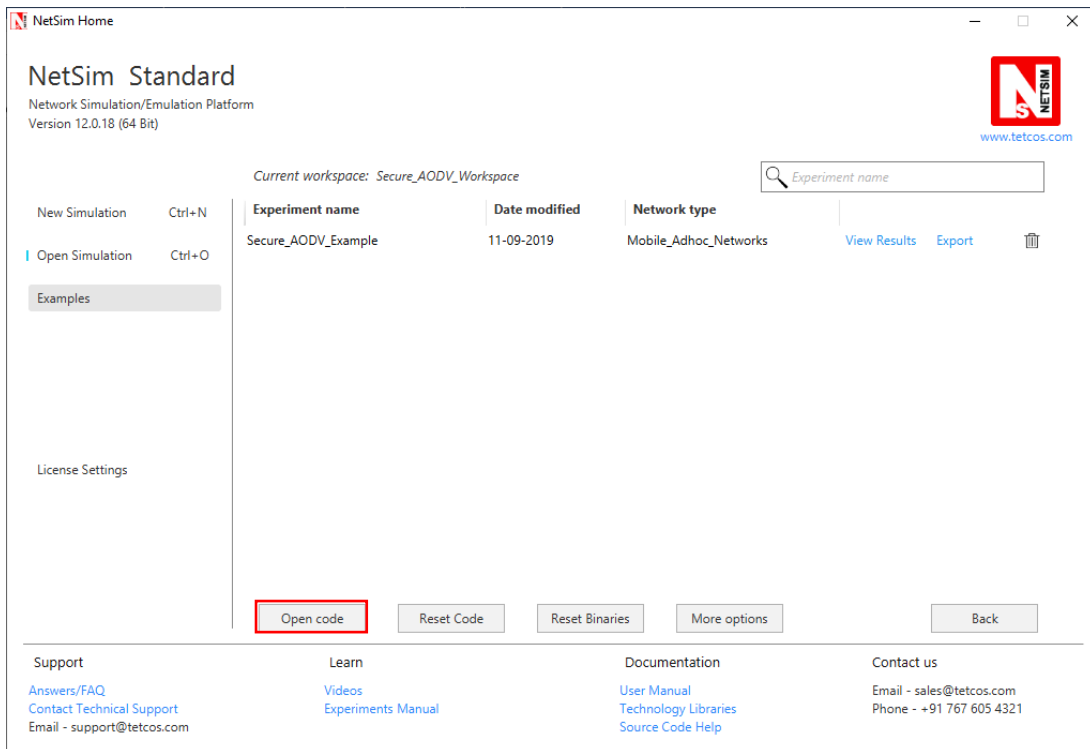 NetSim Home
NetSim Standard
Network Simulation/Emulation Platform
Version 12.0.18 (64 Bit)
NETSIM
NS
www.tetcos.com
Current workspace: Secure_AODV_Workspace
Experiment name
New Simulation Ctrl+N
Open Simulation Ctrl+O
Examples
License Settings
Experiment name Date modified Network type
Secure_AODV_Example 11-09-2019 Mobile_Adhoc_Networks View Results Export
Open code Reset Code Reset Binaries More options Back
Support
Answers/FAQ
Contact Technical Support
Email - support@tetcos.com
Learn
Videos
Experiments Manual
Documentation
User Manual
Technology Libraries
Source Code Help
Contact us
Email - sales@tetcos.com
Phone - +91 767 605 4321